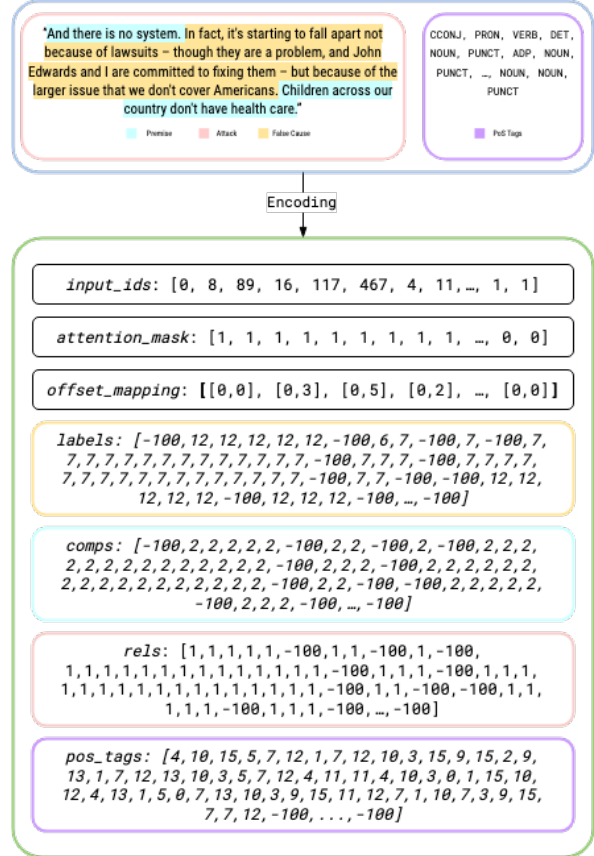 "And there is no system. In fact, it's starting to fall apart not
because of lawsuits – though they are a problem, and John
Edwards and I are committed to fixing them – but because of the
larger issue that we don't cover Americans. Children across our
country don't have health care."
Premise
Attack
False Cause
CCONJ, PRON, VERB, DET,
NOUN, PUNCT, ADP, NOUN,
PUNCT, …, NOUN, NOUN,
PUNCT
PoS Tags
Encoding
input_ids: [0, 8, 89, 16, 117, 467, 4, 11,…, 1, 1]
attention_mask: [1, 1, 1, 1, 1, 1, 1, 1, 1, …, 0, 0]
offset_mapping: [[0,0], [0,3], [0,5], [0,2], …, [0,0]]
labels: [-100,12,12,12,12,12,-100,6,7,-100,7,-100,7,
7,7,7,7,7,7,7,7,7,7,7,7,7,-100,7,7,7,-100,7,7,7,7,
7,7,7,7,7,7,7,7,7,7,7,7,7,-100,7,7,-100,-100,12,12,
12,12,12,-100,12,12,12,-100,…,-100]
comps: [-100,2,2,2,2,2,-100,2,2,-100,2,-100,2,2,2,
2,2,2,2,2,2,2,2,2,2,2,-100,2,2,2,-100,2,2,2,2,2,2,
2,2,2,2,2,2,2,2,2,2,2,-100,2,2,-100,-100,2,2,2,2,2,
-100,2,2,2,-100,…,-100]
rels: [1,1,1,1,1,-100,1,1,-100,1,-100,
1,1,1,1,1,1,1,1,1,1,1,1,1,1,-100,1,1,1,-100,1,1,1,
1,1,1,1,1,1,1,1,1,1,1,1,1,1,-100,1,1,-100,-100,1,1,
1,1,1,-100,1,1,1,-100,…,-100]
pos_tags: [4,10,15,5,7,12,1,7,12,10,3,15,9,15,2,9,
13,1,7,12,13,10,3,5,7,12,4,11,11,4,10,3,0,1,15,10,
12,4,13,1,5,0,7,13,10,3,9,15,11,12,7,1,10,7,3,9,15,
7,7,12,-100,...,-100]